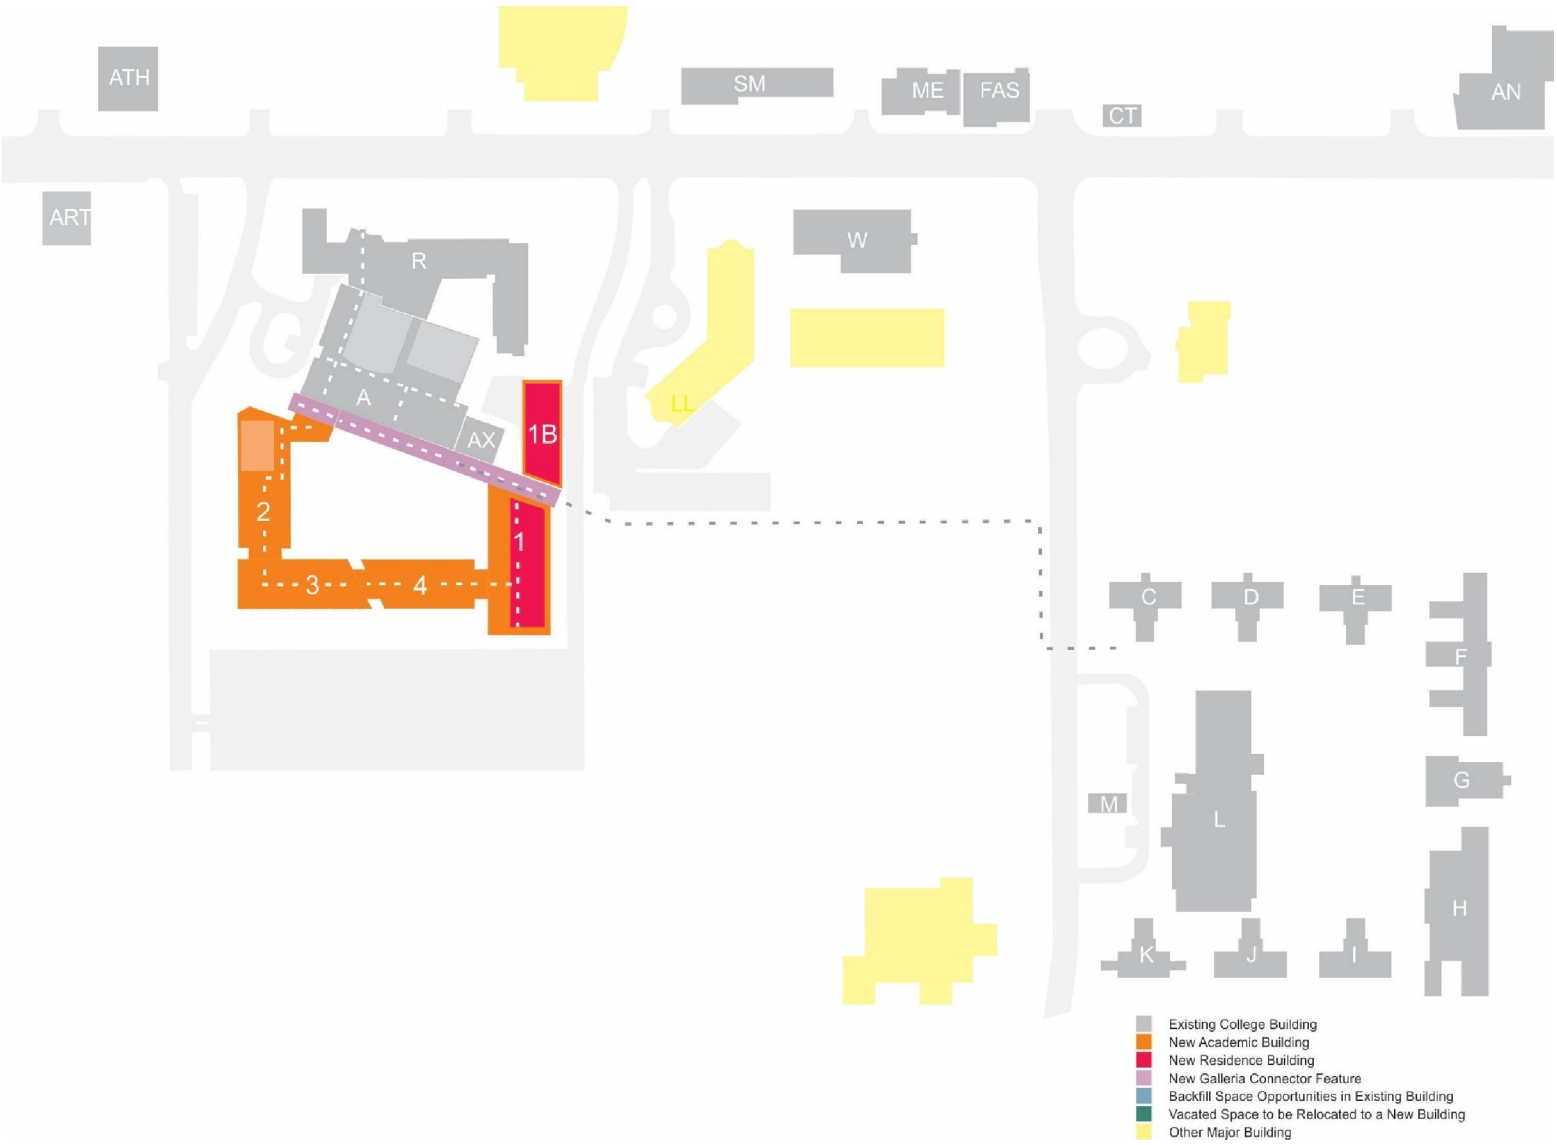 ATH
SM
ME
FAS
CT
AN
ART
R
W
A
LL
AX
1B
2
1
3
4
C
D
E
F
G
M
L
H
K
J
I
Existing College Building
New Academic Building
New Residence Building
New Galleria Connector Feature
Backfill Space Opportunities in Existing Building
Vacated Space to be Relocated to a New Building
Other Major Building